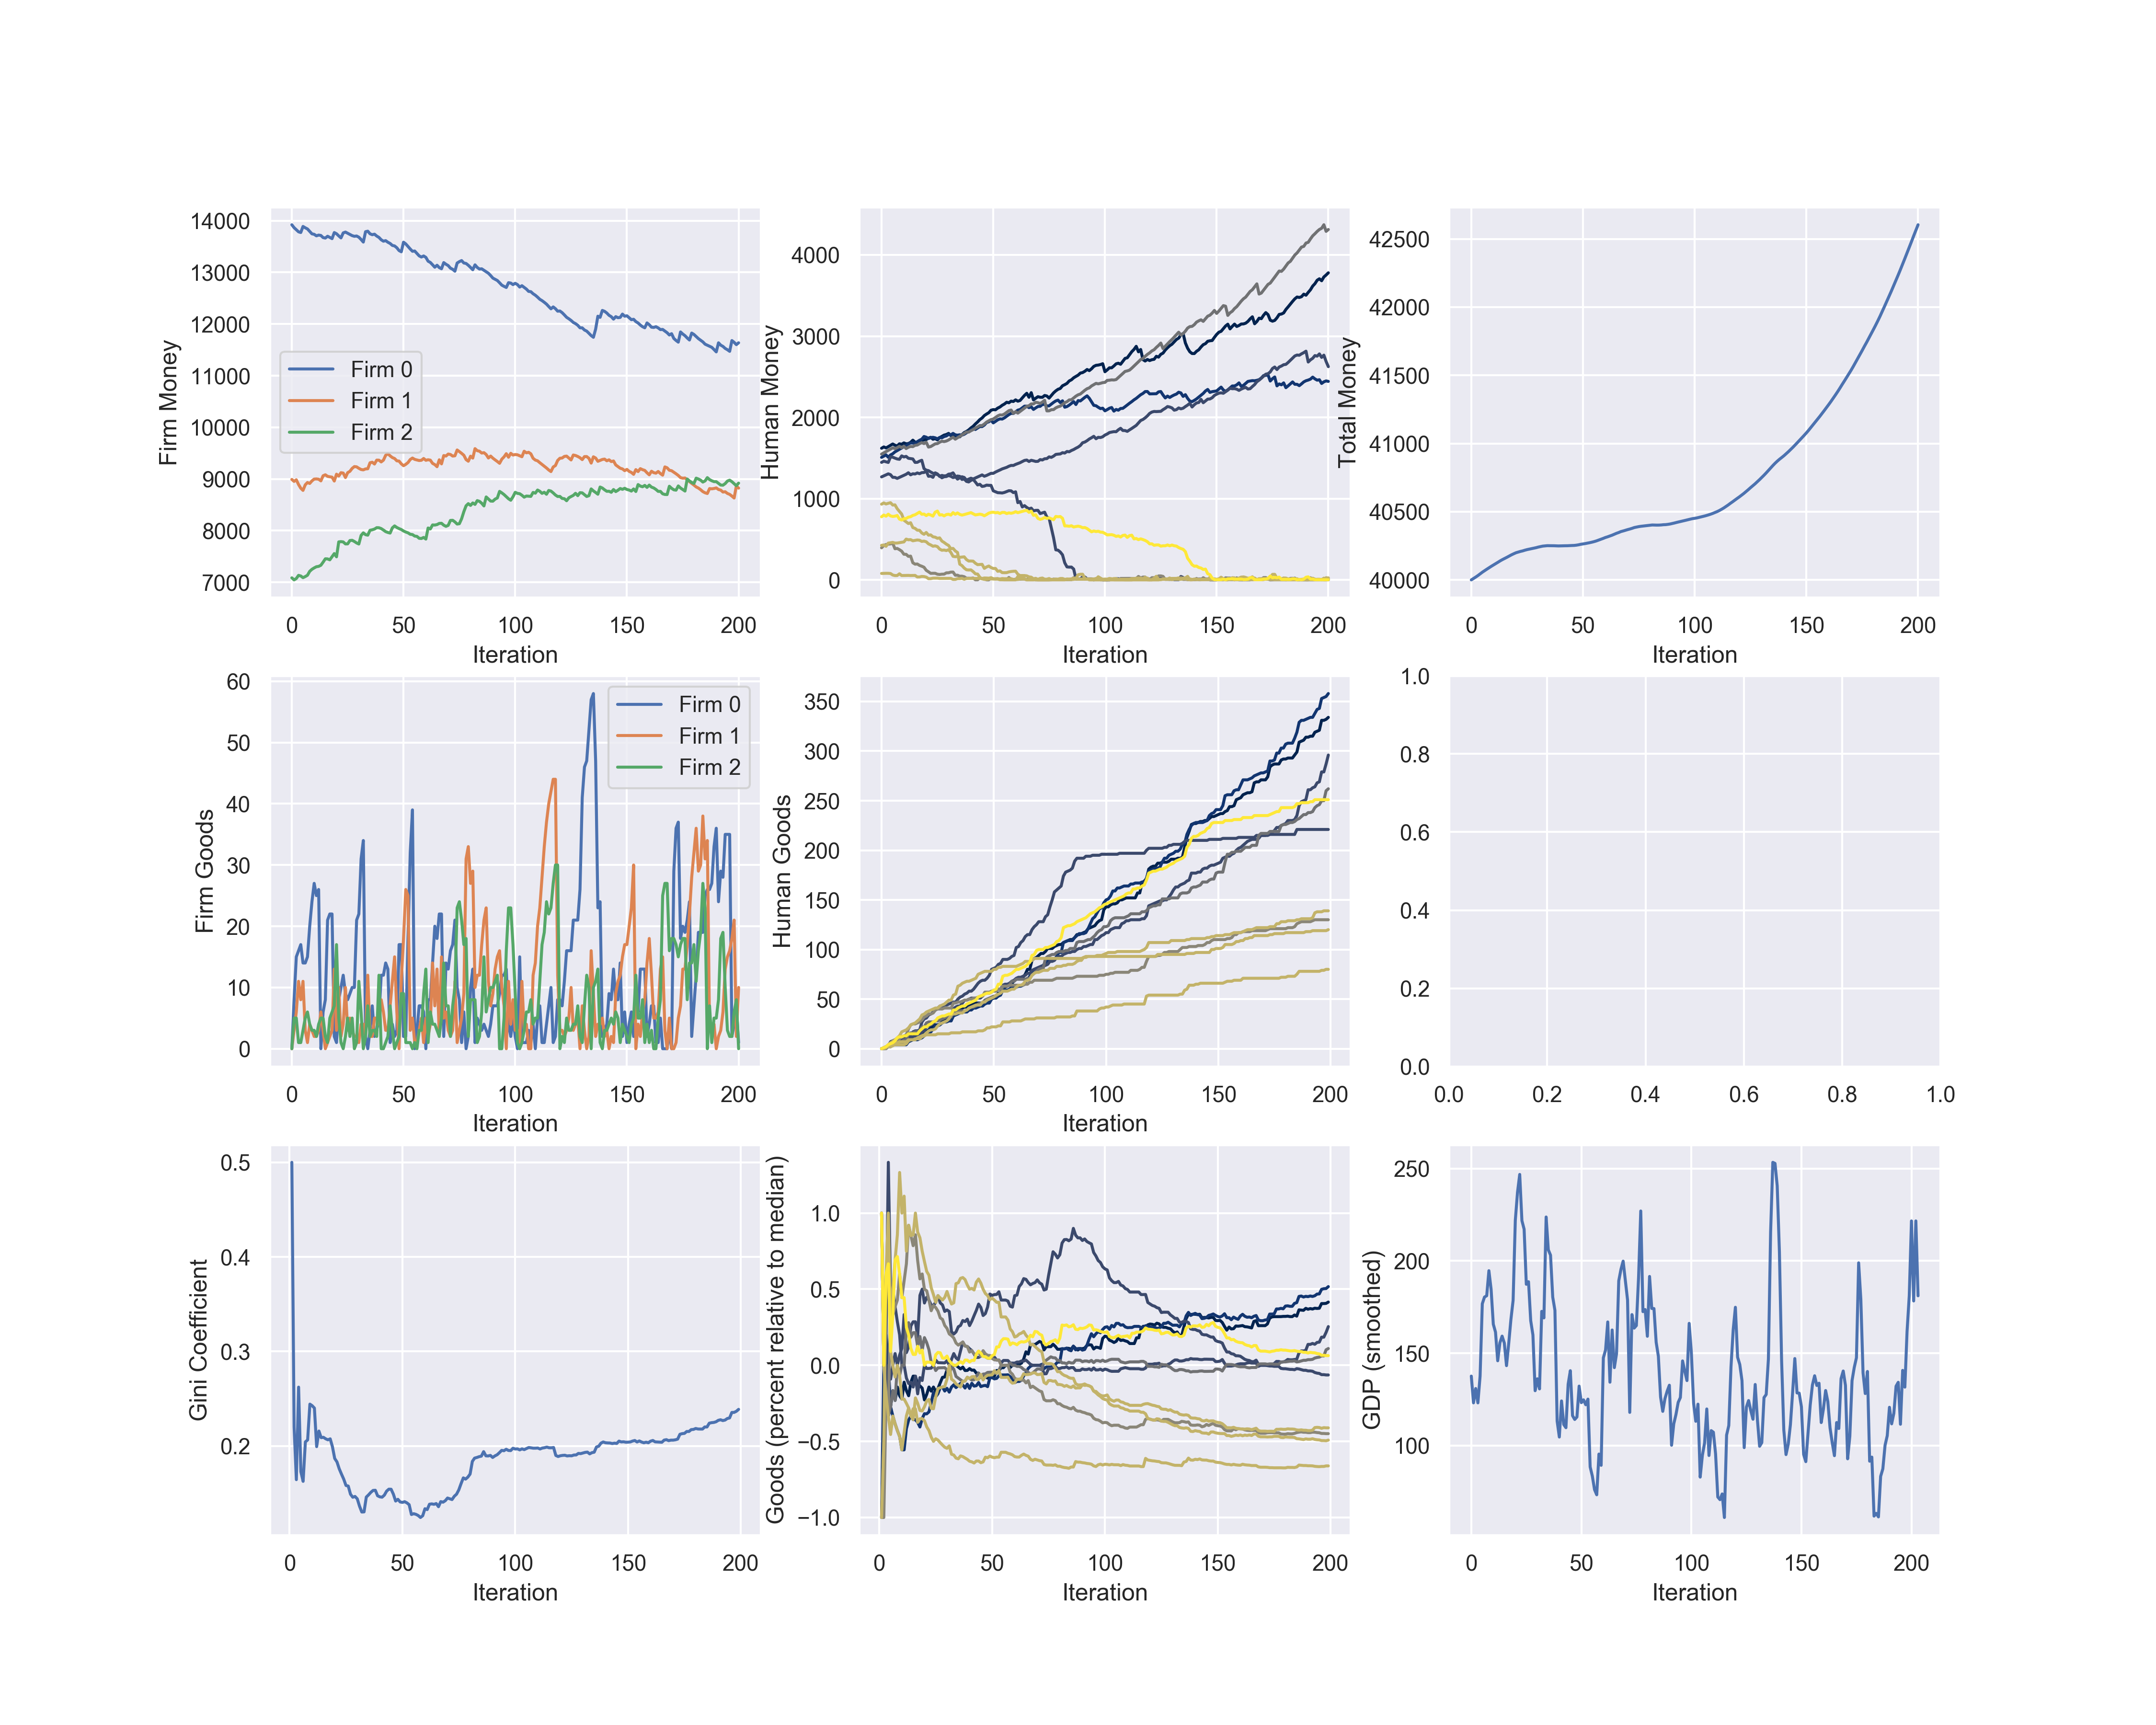 14000
13000
12000
11000
10000
9000
8000
7000
Firm Money
Firm 0
Firm 1
Firm 2
0 50 100 150 200
Iteration
4000
3000
2000
1000
0
Human Money
0 50 100 150 200
Iteration
42500
42000
41500
41000
40500
40000
Total Money
0 50 100 150 200
Iteration
60
50
40
30
20
10
0
Firm Goods
Firm 0
Firm 1
Firm 2
0 50 100 150 200
Iteration
350
300
250
200
150
100
50
0
Human Goods
0 50 100 150 200
Iteration
1.0
0.8
0.6
0.4
0.2
0.0
0.0 0.2 0.4 0.6 0.8 1.0
0.5
0.4
0.3
0.2
Gini Coefficient
0 50 100 150 200
Iteration
1.0
0.5
0.0
−0.5
−1.0
Goods (percent relative to median)
0 50 100 150 200
Iteration
250
200
150
100
GDP (smoothed)
0 50 100 150 200
Iteration